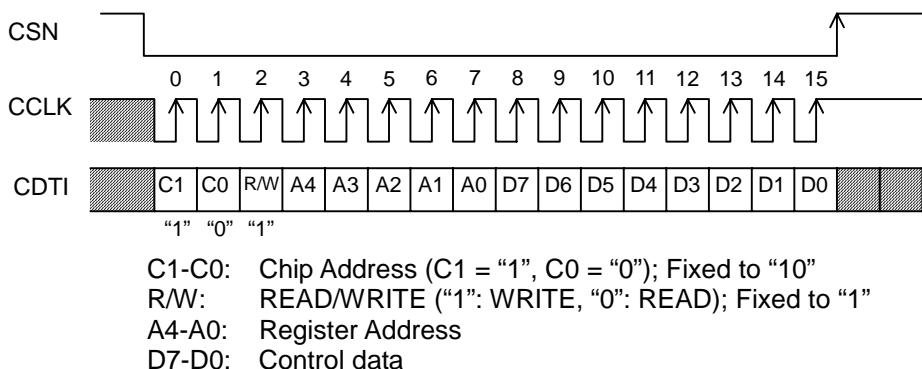 CSN
0 1 2 3 4 5 6 7 8 9 10 11 12 13 14 15
CCLK
CDTI C1 C0 R/W A4 A3 A2 A1 A0 D7 D6 D5 D4 D3 D2 D1 D0
“1” “0” “1”
C1-C0: Chip Address (C1 = “1”, C0 = “0”); Fixed to “10”
R/W: READ/WRITE (“1”: WRITE, “0”: READ); Fixed to “1”
A4-A0: Register Address
D7-D0: Control data